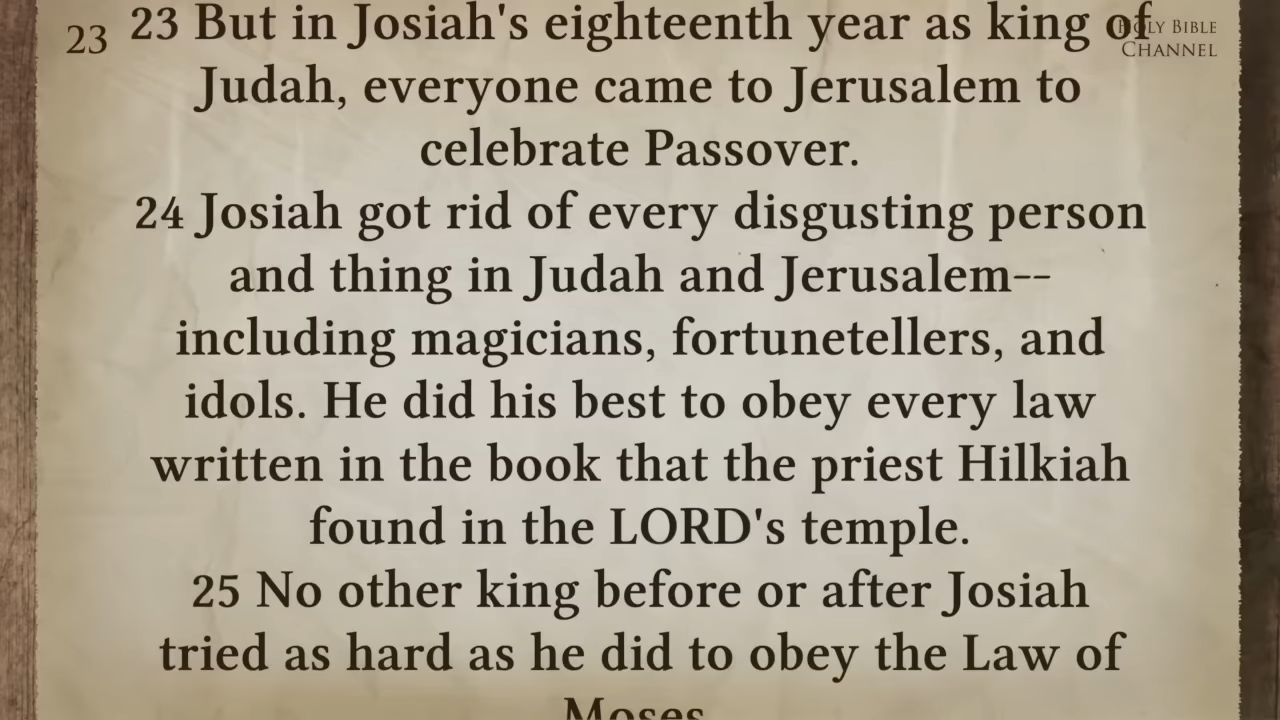 23
23 But in Josiah's eighteenth year as king of
HOLY BIBLE
CHANNEL
Judah, everyone came to Jerusalem to
celebrate Passover.
24 Josiah got rid of every disgusting person
and thing in Judah and Jerusalem--
including magicians, fortunetellers, and
idols. He did his best to obey every law
written in the book that the priest Hilkiah
found in the LORD's temple.
25 No other king before or after Josiah
tried as hard as he did to obey the Law of
Moses.